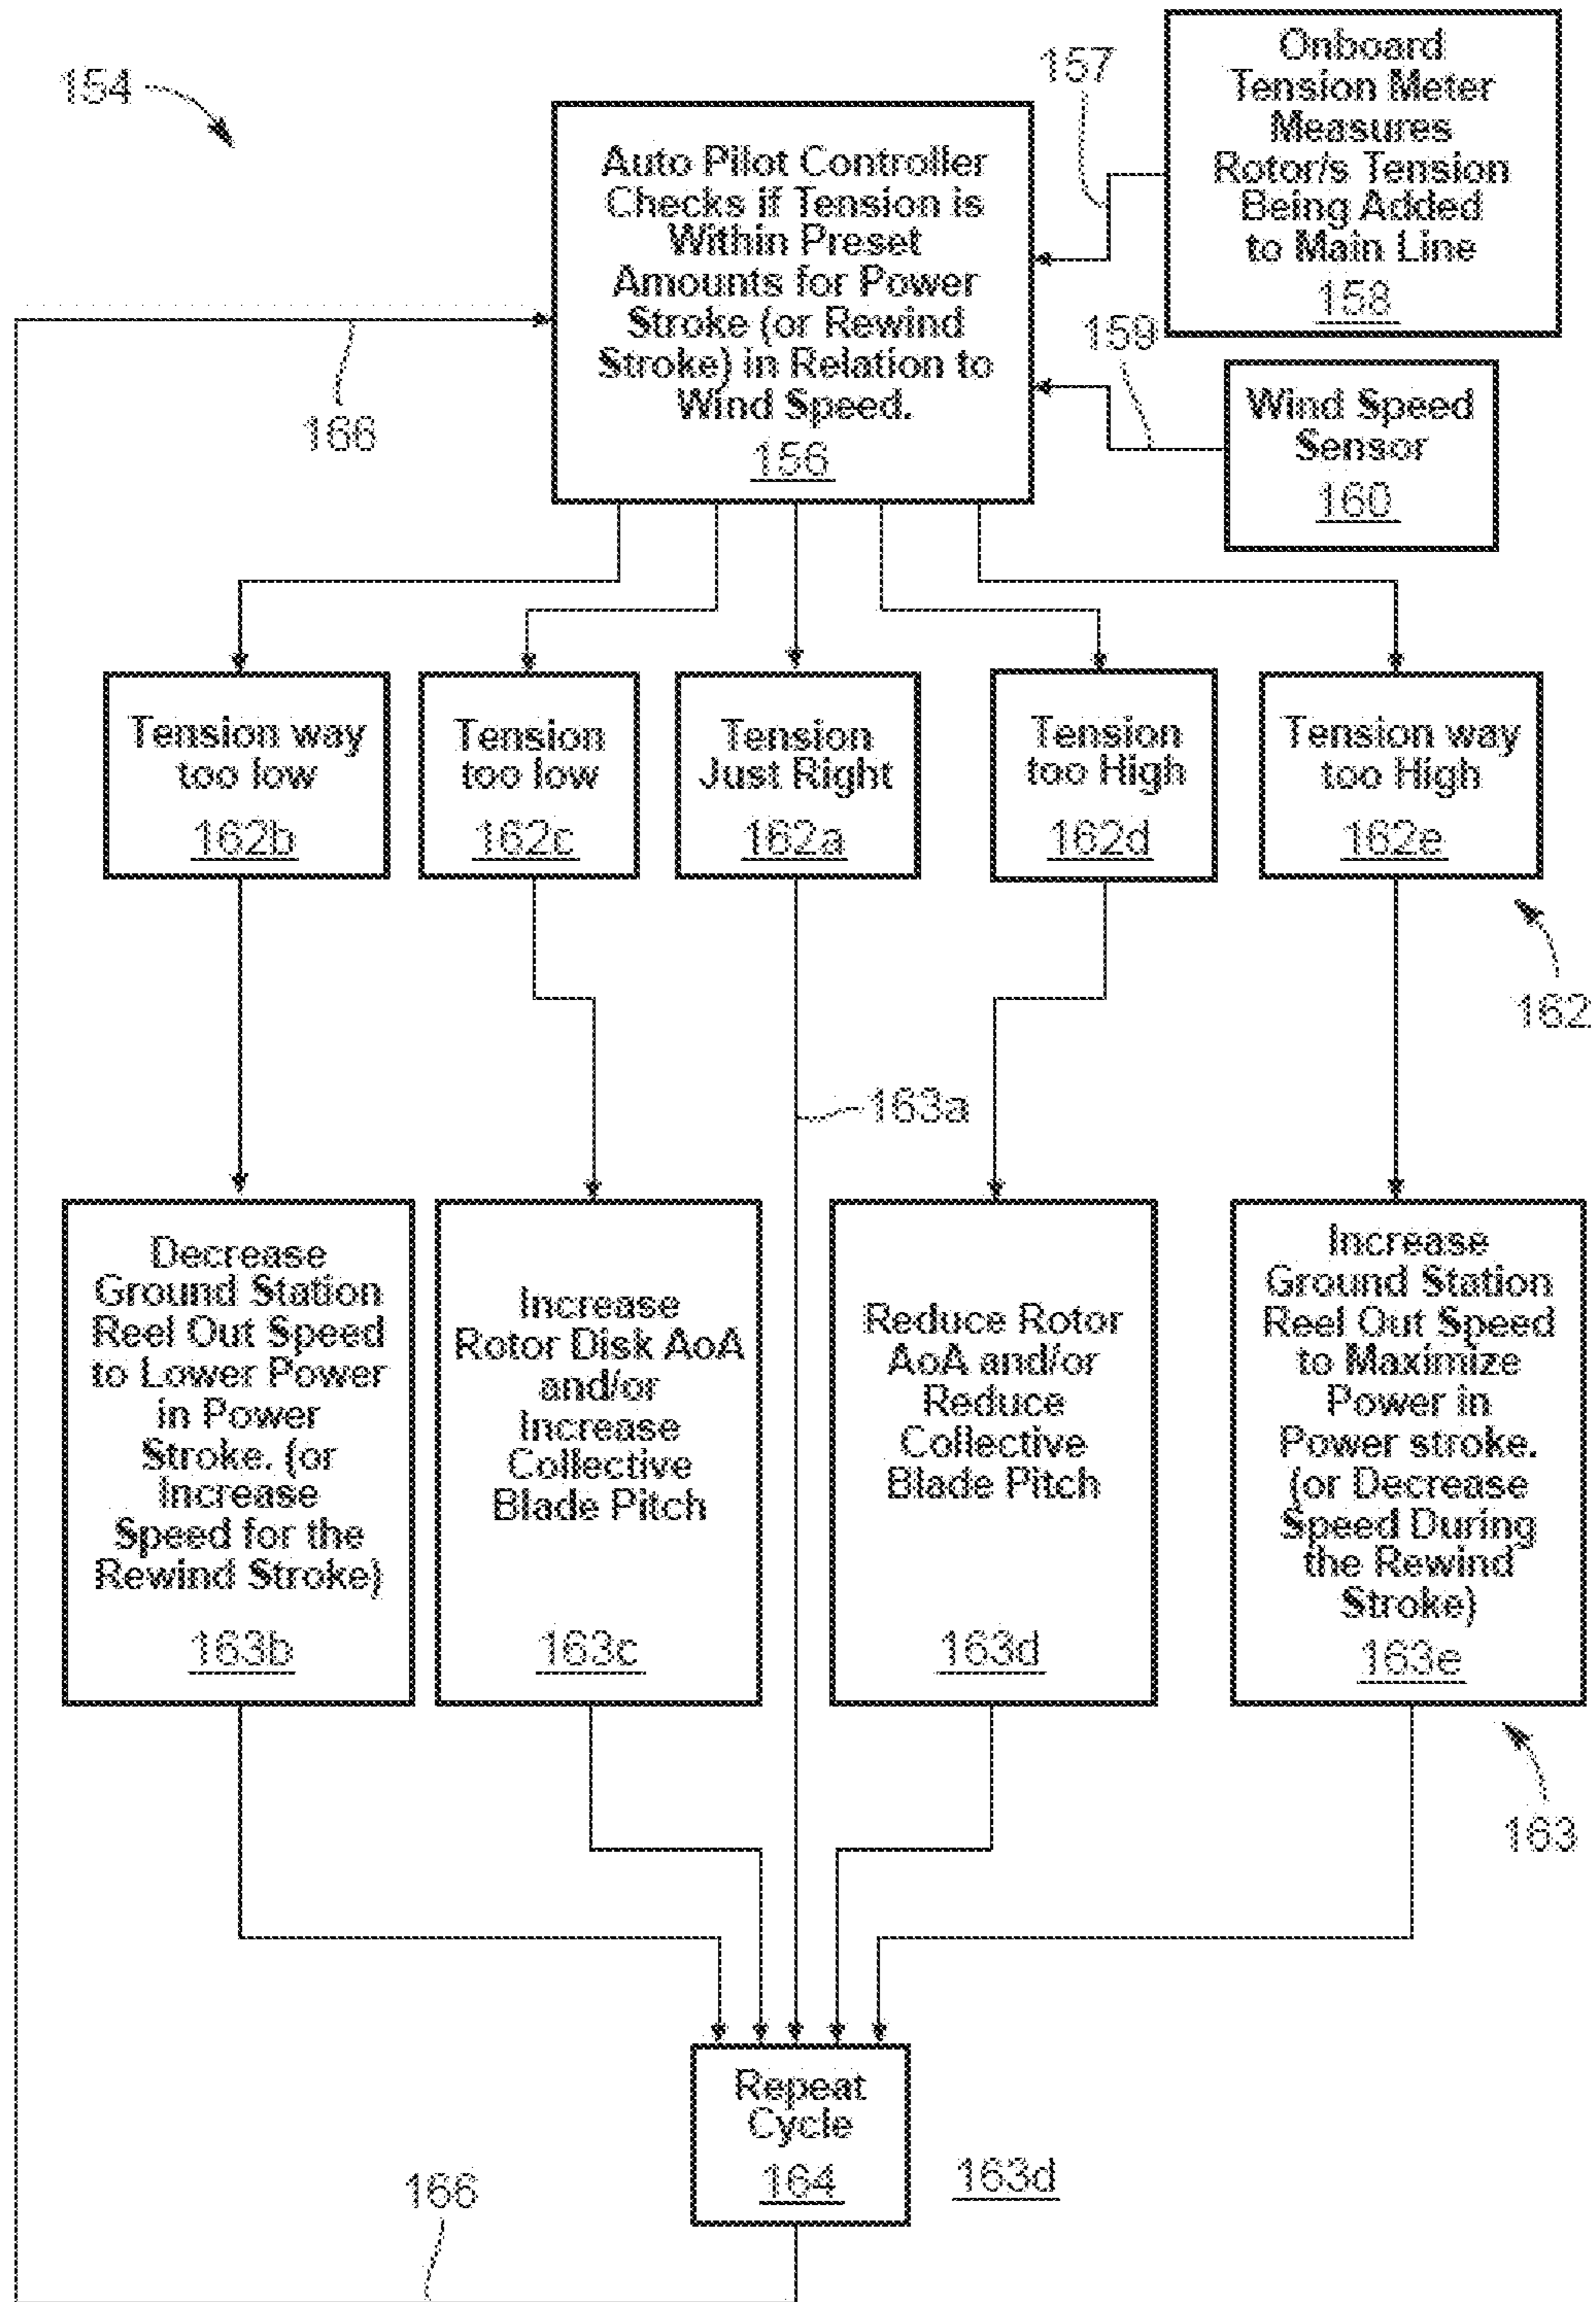 154
157
Onboard
Tension Meter
Measures
Rotor/s Tension
Being Added
to Main Line
158
Auto Pilot Controller
Checks if Tension is
Within Preset
Amounts for Power
Stroke (or Rewind
Stroke) in Relation to
Wind Speed.
156
159
Wind Speed
Sensor
160
166
Tension way
too low
162b
Tension
too low
162c
Tension
Just Right
162a
Tension
too High
162d
Tension way
too High
162e
162
163a
Decrease
Ground Station
Reel Out Speed
to Lower Power
in Power
Stroke. (or
Increase
Speed for the
Rewind Stroke)
163b
Increase
Rotor Disk AoA
and/or
Increase
Collective
Blade Pitch
163c
Reduce Rotor
AoA and/or
Reduce
Collective
Blade Pitch
163d
Increase
Ground Station
Reel Out Speed
to Maximize
Power in
Power stroke.
(or Decrease
Speed During
the Rewind
Stroke)
163e
163
Repeat
Cycle
164
163d
166